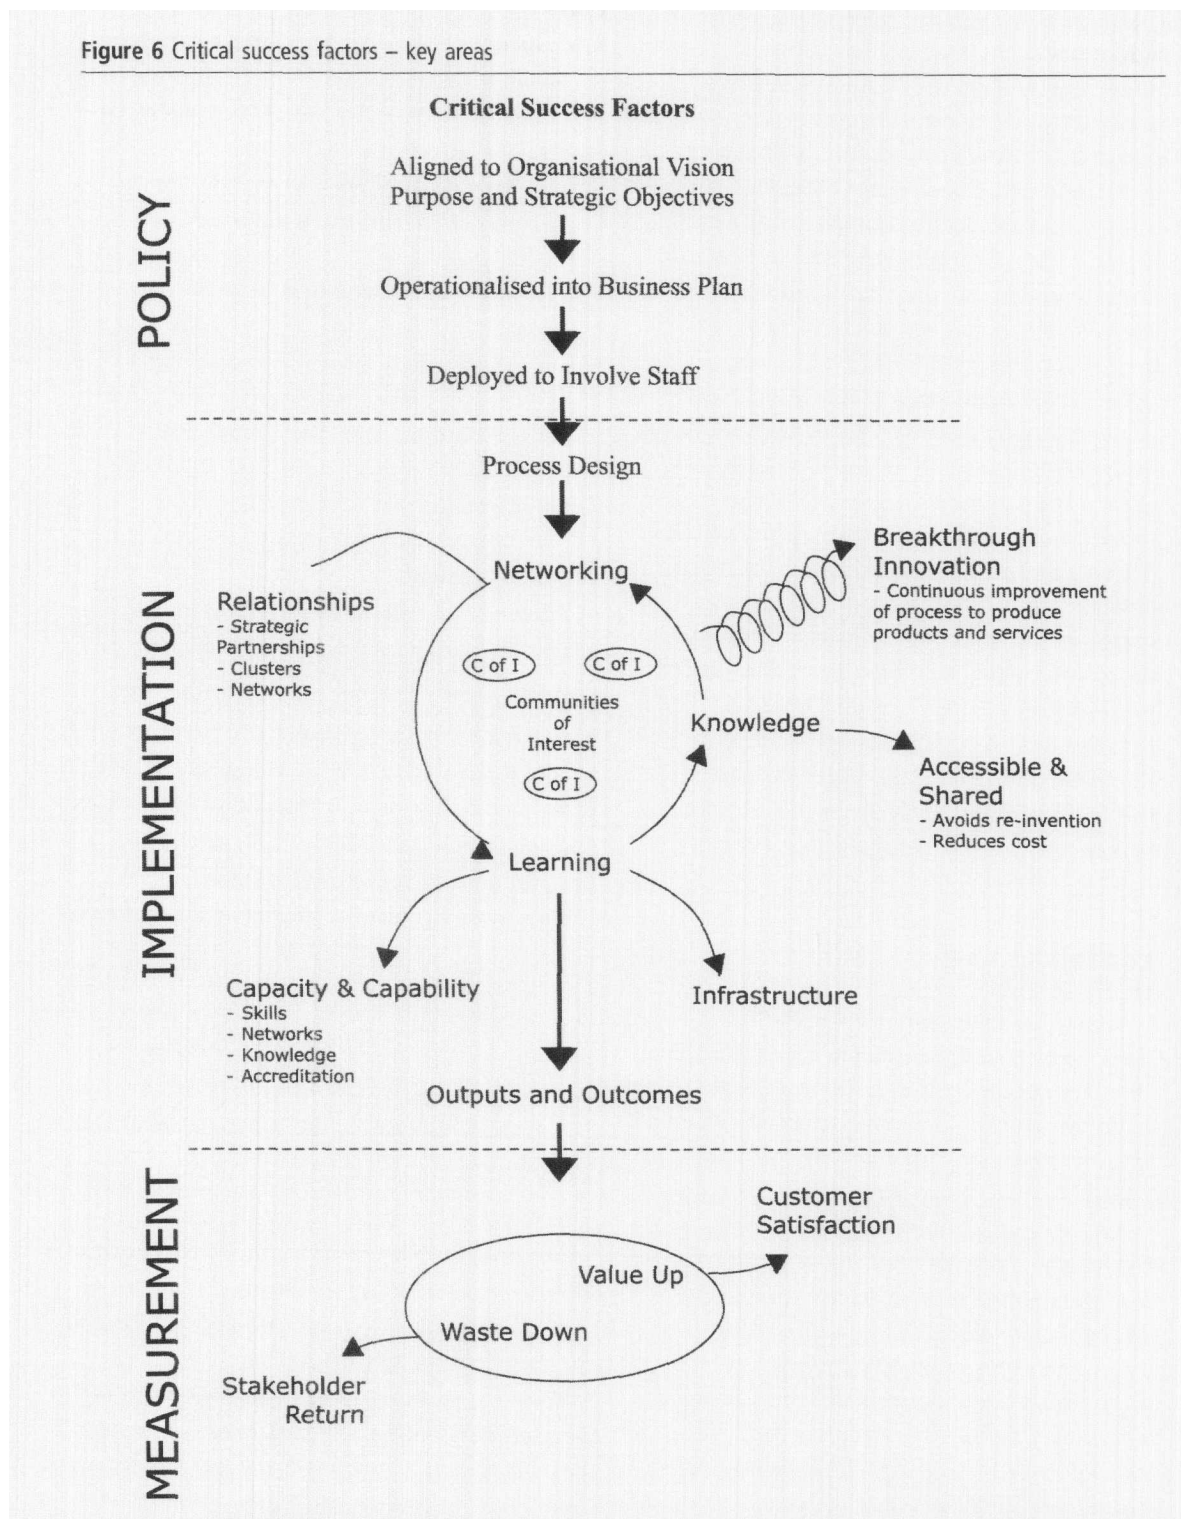 Figure 6 Critical success factors – key areas
Critical Success Factors
POLICY
Aligned to Organisational Vision
Purpose and Strategic Objectives
Operationalised into Business Plan
Deployed to Involve Staff
IMPLEMENTATION
Process Design
Networking
Relationships
- Strategic
Partnerships
- Clusters
- Networks
Breakthrough
Innovation
- Continuous improvement
of process to produce
products and services
C of I
C of I
Communities
of
Interest
C of I
Knowledge
Accessible &
Shared
- Avoids re-invention
- Reduces cost
Learning
Capacity & Capability
- Skills
- Networks
- Knowledge
- Accreditation
Infrastructure
Outputs and Outcomes
MEASUREMENT
Customer
Satisfaction
Value Up
Waste Down
Stakeholder
Return